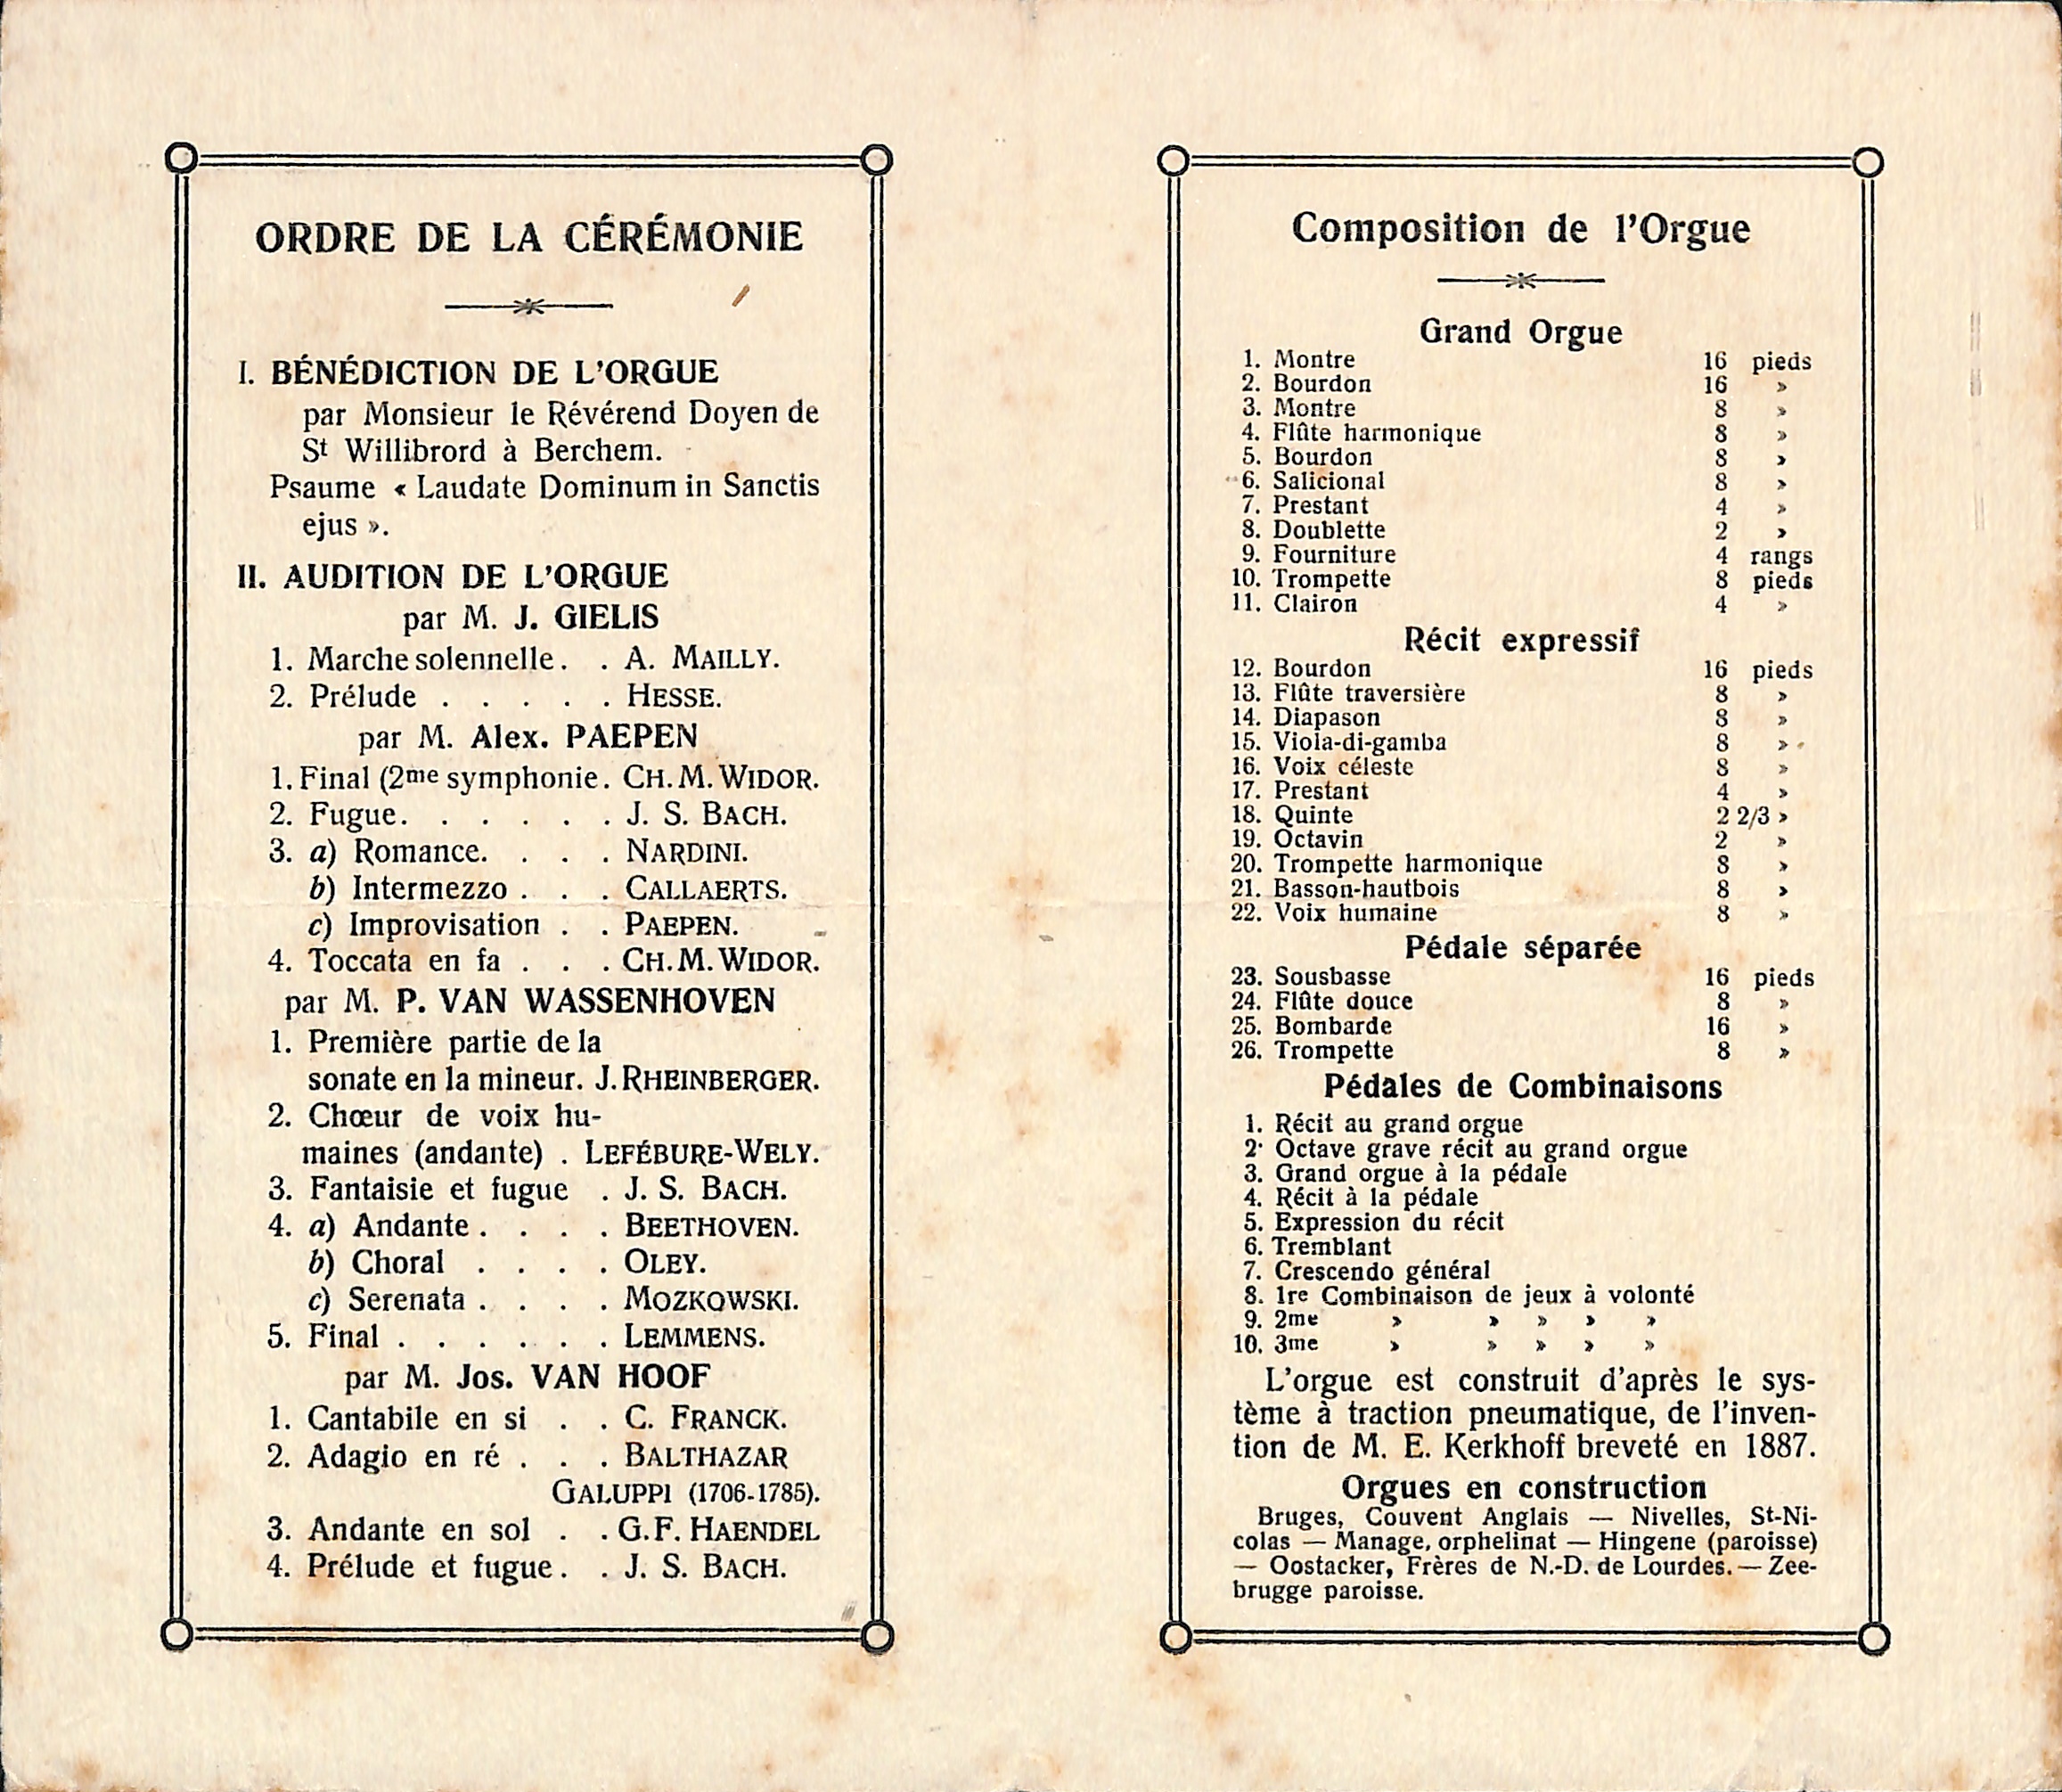 ORDRE DE LA CÉRÉMONIE
I. BÉNÉDICTION DE L'ORGUE
par Monsieur le Révérend Doyen de
St Willibrord à Berchem.
Psaume « Laudate Dominum in Sanctis
ejus ».
II. AUDITION DE L'ORGUE
par M. J. GIELIS
1. Marche solennelle. . A. MAILLY.
2. Prélude . . . . . HESSE.
par M. Alex. PAEPEN
1. Final (2me symphonie. CH. M. WIDOR.
2. Fugue. . . . . . J. S. BACH.
3. a) Romance. . . . NARDINI.
b) Intermezzo . . . CALLAERTS.
c) Improvisation . . PAEPEN.
4. Toccata en fa . . . CH. M. WIDOR.
par M. P. VAN WASSENHOVEN
1. Première partie de la
sonate en la mineur. J. RHEINBERGER.
2. Chœur de voix hu-
maines (andante) . LEFÉBURE-WELY.
3. Fantaisie et fugue . J. S. BACH.
4. a) Andante . . . . BEETHOVEN.
b) Choral . . . . OLEY.
c) Serenata . . . . MOZKOWSKI.
5. Final . . . . . . LEMMENS.
par M. Jos. VAN HOOF
1. Cantabile en si . . C. FRANCK.
2. Adagio en ré . . . BALTHAZAR
GALUPPI (1706-1785).
3. Andante en sol . . G. F. HAENDEL
4. Prélude et fugue . . J. S. BACH.
Composition de l'Orgue
Grand Orgue
1. Montre 16 pieds
2. Bourdon 16 »
3. Montre 8 »
4. Flûte harmonique 8 »
5. Bourdon 8 »
6. Salicional 8 »
7. Prestant 4 »
8. Doublette 2 »
9. Fourniture 4 rangs
10. Trompette 8 pieds
11. Clairon 4 »
Récit expressif
12. Bourdon 16 pieds
13. Flûte traversière 8 »
14. Diapason 8 »
15. Viola-di-gamba 8 »
16. Voix céleste 8 »
17. Prestant 4 »
18. Quinte 2 2/3 »
19. Octavin 2 »
20. Trompette harmonique 8 »
21. Basson-hautbois 8 »
22. Voix humaine 8 »
Pédale séparée
23. Sousbasse 16 pieds
24. Flûte douce 8 »
25. Bombarde 16 »
26. Trompette 8 »
Pédales de Combinaisons
1. Récit au grand orgue
2. Octave grave récit au grand orgue
3. Grand orgue à la pédale
4. Récit à la pédale
5. Expression du récit
6. Tremblant
7. Crescendo général
8. 1re Combinaison de jeux à volonté
9. 2me » » » » »
10. 3me » » » » »
L'orgue est construit d'après le sys-
tème à traction pneumatique, de l'inven-
tion de M. E. Kerkhoff breveté en 1887.
Orgues en construction
Bruges, Couvent Anglais — Nivelles, St-Ni-
colas — Manage, orphelinat — Hingene (paroisse)
— Oostacker, Frères de N.-D. de Lourdes. — Zee-
brugge paroisse.